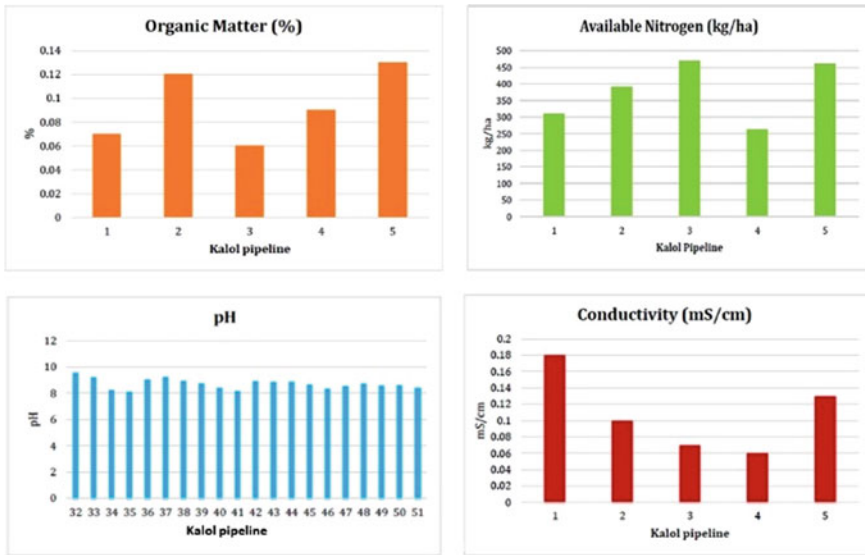 Organic Matter (%)
0.14
0.12
0.1
0.08
0.06
0.04
0.02
0
%
1 2 3 4 5
Kalol pipeline
Available Nitrogen (kg/ha)
500
450
400
350
300
250
200
150
100
50
0
kg/ha
1 2 3 4 5
Kalol Pipeline
pH
12
10
8
6
4
2
0
pH
32 33 34 35 36 37 38 39 40 41 42 43 44 45 46 47 48 49 50 51
Kalol pipeline
Conductivity (mS/cm)
0.2
0.18
0.16
0.14
0.12
0.1
0.08
0.06
0.04
0.02
0
mS/cm
1 2 3 4 5
Kalol pipeline